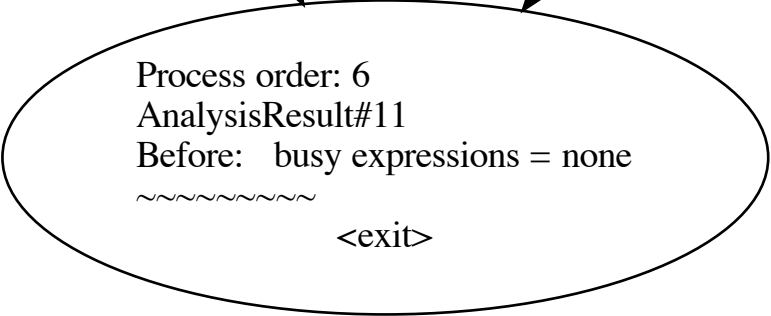 Process order: 6
AnalysisResult#11
Before:   busy expressions = none
~~~~~~~~~
<exit>